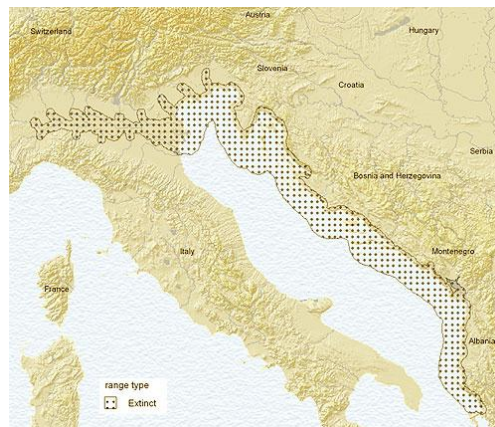 Austria
Switzerland
Hungary
Slovenia
Croatia
Serbia
Bosnia and Herzegovina
Italy
Montenegro
France
Albania
range type
Extinct